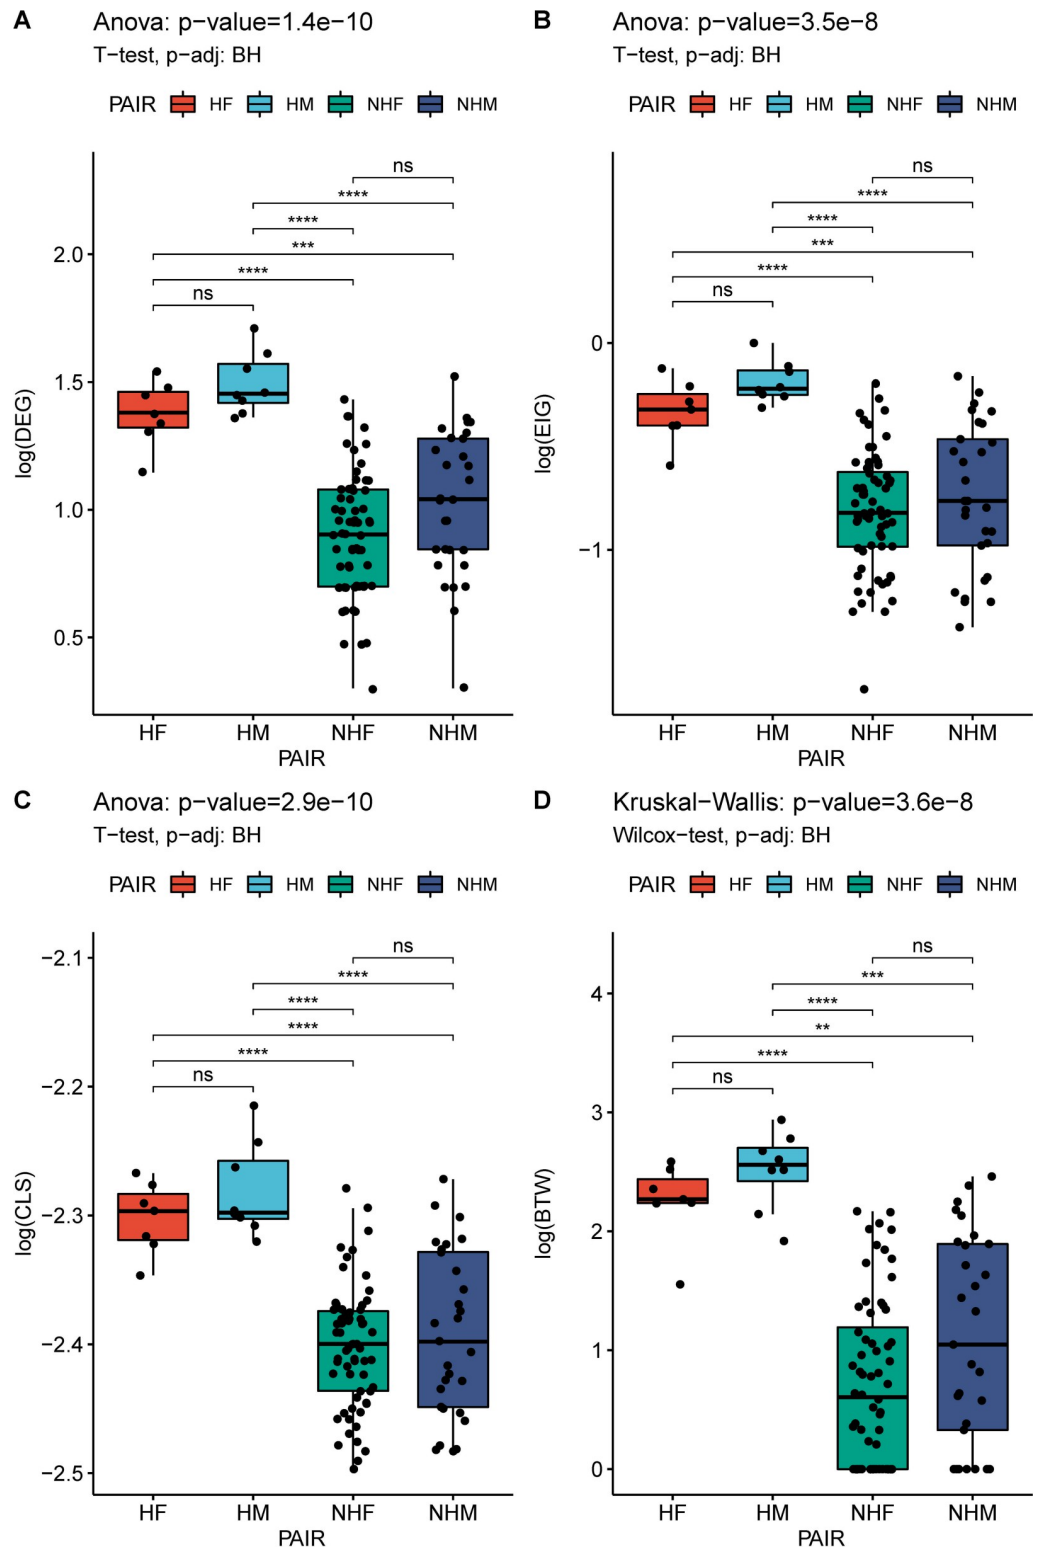 A Anova: p−value=1.4e−10
T−test, p−adj: BH
PAIR HF HM NHF NHM
ns
****
****
***
****
ns
2.0
1.5
1.0
0.5
log(DEG)
HF HM NHF NHM
PAIR
B Anova: p−value=3.5e−8
T−test, p−adj: BH
PAIR HF HM NHF NHM
ns
****
****
***
****
ns
0
−1
log(EG)
HF HM NHF NHM
PAIR
C Anova: p−value=2.9e−10
T−test, p−adj: BH
PAIR HF HM NHF NHM
ns
****
****
****
****
ns
−2.1
−2.2
−2.3
−2.4
−2.5
log(CLS)
HF HM NHF NHM
PAIR
D Kruskal−Wallis: p−value=3.6e−8
Wilcox−test, p−adj: BH
PAIR HF HM NHF NHM
ns
***
****
**
****
ns
4
3
2
1
0
log(BTW)
HF HM NHF NHM
PAIR